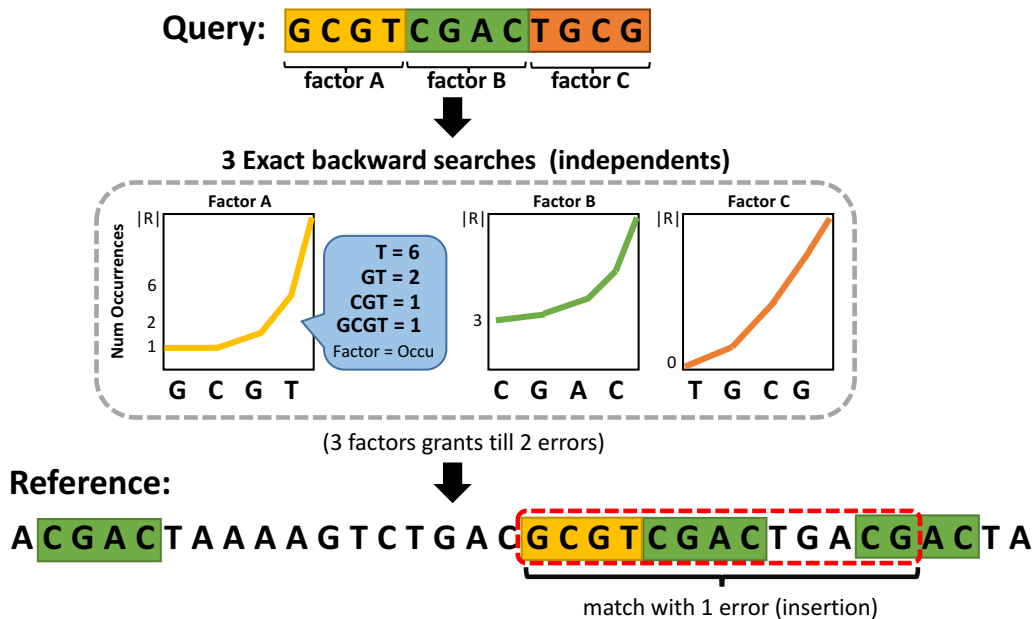 Query: G C G T C G A C T G C G
factor A factor B factor C
3 Exact backward searches (independents)
Factor A
Num Occurrences
|R|
6
2
1
G C G T
T = 6
GT = 2
CGT = 1
GCGT = 1
Factor = Occu
Factor B
|R|
3
C G A C
Factor C
|R|
0
T G C G
(3 factors grants till 2 errors)
Reference:
A C G A C T A A A A G T C T G A C G C G T C G A C T G A C G A C T A
match with 1 error (insertion)